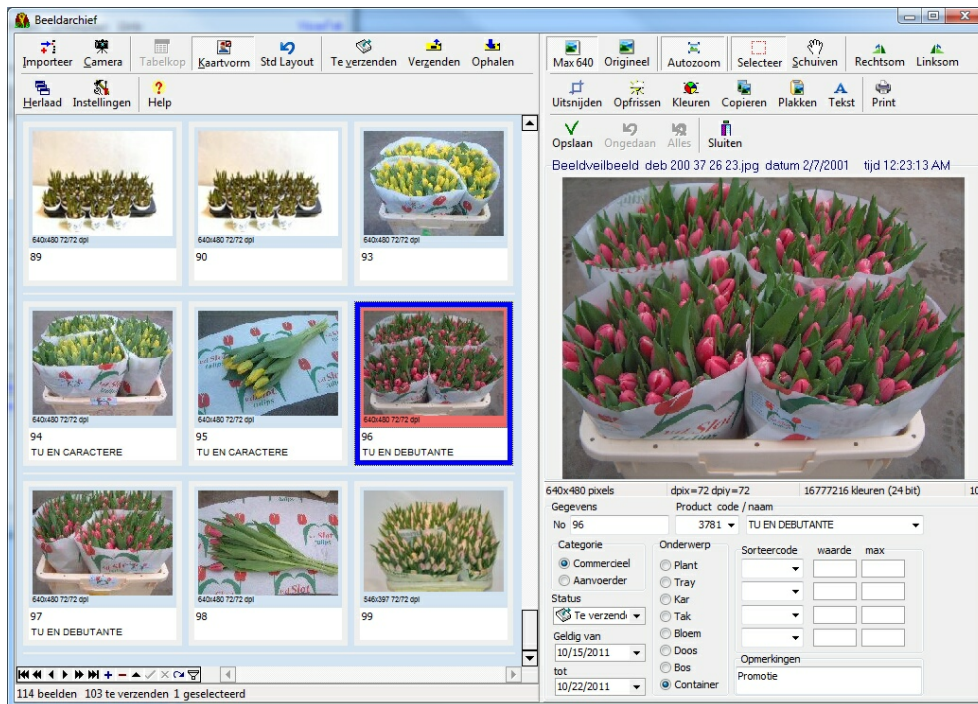 Beeldarchief
Importeer Camera Tabelkop Kaartvorm Std Layout Te verzenden Verzenden Ophalen
Herlaad Instellingen Help
640x480 72/72 dpi 640x480 72/72 dpi 640x480 72/72 dpi
89 90 93
640x480 72/72 dpi 640x480 72/72 dpi 640x480 72/72 dpi
94 95 96
TU EN CARACTERE TU EN CARACTERE TU EN DEBUTANTE
640x480 72/72 dpi 640x480 72/72 dpi 546x397 72/72 dpi
97 98 99
TU EN DEBUTANTE
114 beelden 103 te verzenden 1 geselecteerd
Max 640 Origineel Autozoom Selecteer Schuiven Rechtsom Linksom
Uitsnijden Opfrissen Kleuren Copieren Plakken Tekst Print
Opslaan Ongedaan Alles Sluiten
Beeldveilbeeld deb 200 37 26 23.jpg datum 2/7/2001 tijd 12:23:13 AM
640x480 pixels dpix=72 dpiy=72 16777216 kleuren (24 bit) 10
Gegevens Product code / naam
No 96 3781 TU EN DEBUTANTE
Categorie
Commercieel
Aanvoerder
Status
Te verzende
Geldig van
10/15/2011
tot
10/22/2011
Onderwerp
Plant
Tray
Kar
Tak
Bloem
Doos
Bos
Container
Sorteercode waarde max
Opmerkingen
Promotie